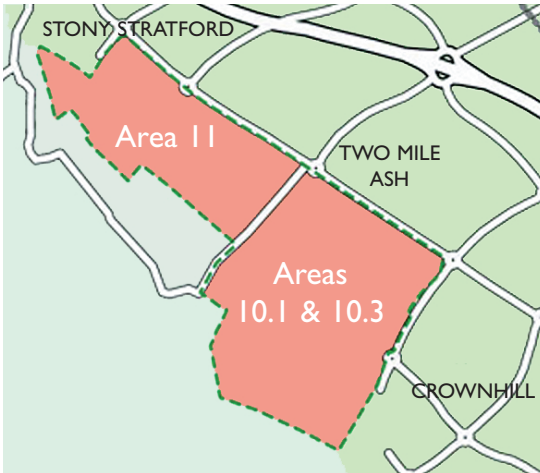 STONY STRATFORD
Area 11
TWO MILE
ASH
Areas
10.1 & 10.3
CROWNHILL